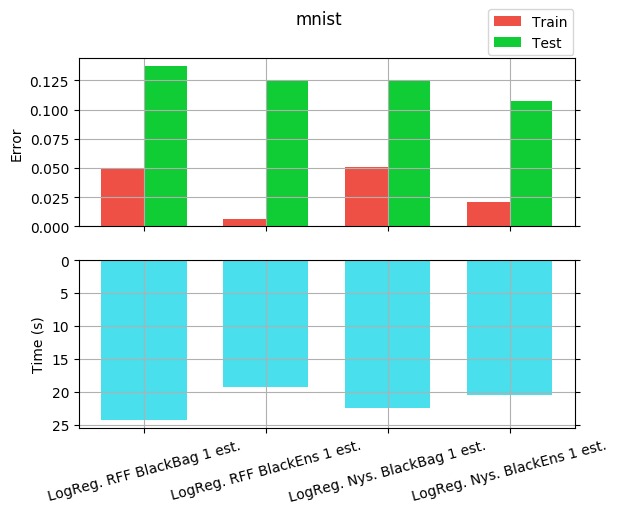 mnist
Train
Test
0.125
0.100
0.075
0.050
0.025
0.000
Error
0
5
10
15
20
25
Time (s)
LogReg. RFF BlackBag 1 est.
LogReg. RFF BlackEns 1 est.
LogReg. Nys. BlackBag 1 est.
LogReg. Nys. BlackEns 1 est.